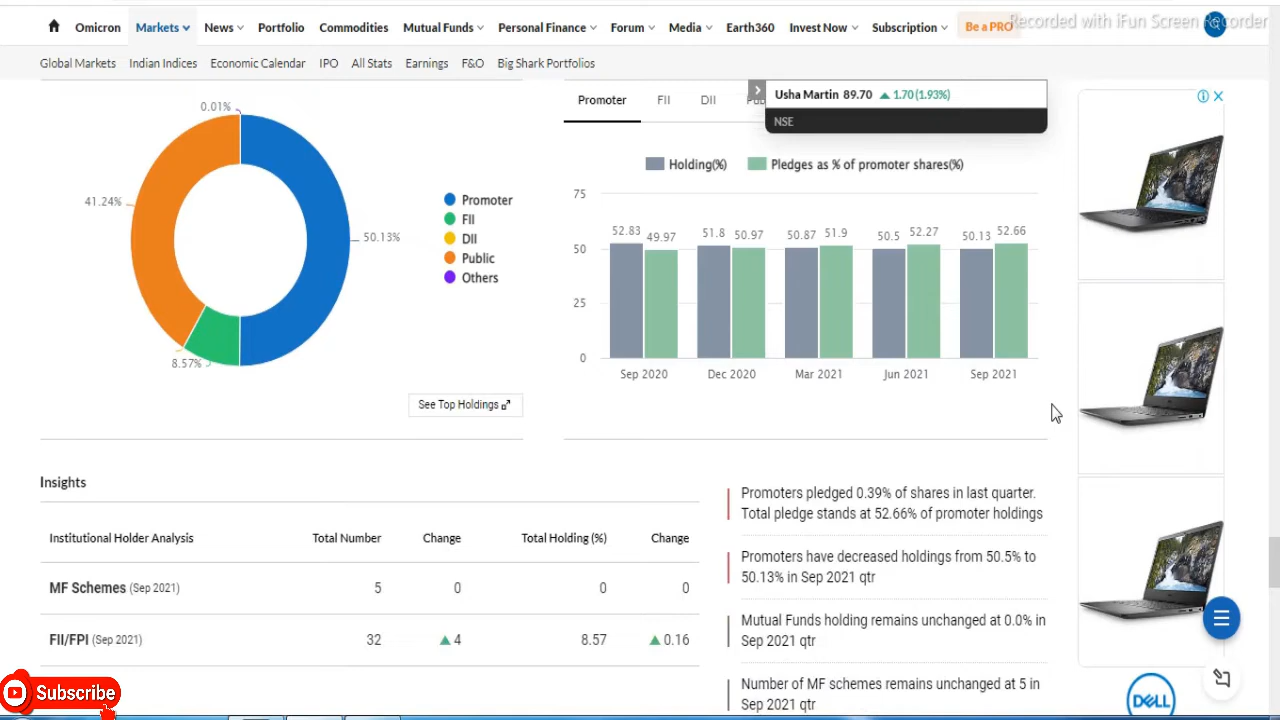 Recorded with iFun Screen Recorder
Omicron Markets News Portfolio Commodities Mutual Funds Personal Finance Forum Media Earth360 Invest Now Subscription Be a PRO
Global Markets Indian Indices Economic Calendar IPO All Stats Earnings F&O Big Shark Portfolios
0.01%
41.24%
50.13%
8.57%
Promoter
FII
DII
Public
Others
See Top Holdings
Promoter FII DII
Usha Martin 89.70 ▲ 1.70 (1.93%)
NSE
Holding(%) Pledges as % of promoter shares(%)
75
50
25
0
52.83 49.97 51.8 50.97 50.87 51.9 50.5 52.27 50.13 52.66
Sep 2020 Dec 2020 Mar 2021 Jun 2021 Sep 2021
Insights
Institutional Holder Analysis Total Number Change Total Holding (%) Change
MF Schemes (Sep 2021) 5 0 0 0
FII/FPI (Sep 2021) 32 ▲ 4 8.57 ▲ 0.16
Promoters pledged 0.39% of shares in last quarter.
Total pledge stands at 52.66% of promoter holdings
Promoters have decreased holdings from 50.5% to
50.13% in Sep 2021 qtr
Mutual Funds holding remains unchanged at 0.0% in
Sep 2021 qtr
Number of MF schemes remains unchanged at 5 in
Sep 2021 qtr
DELL
Subscribe